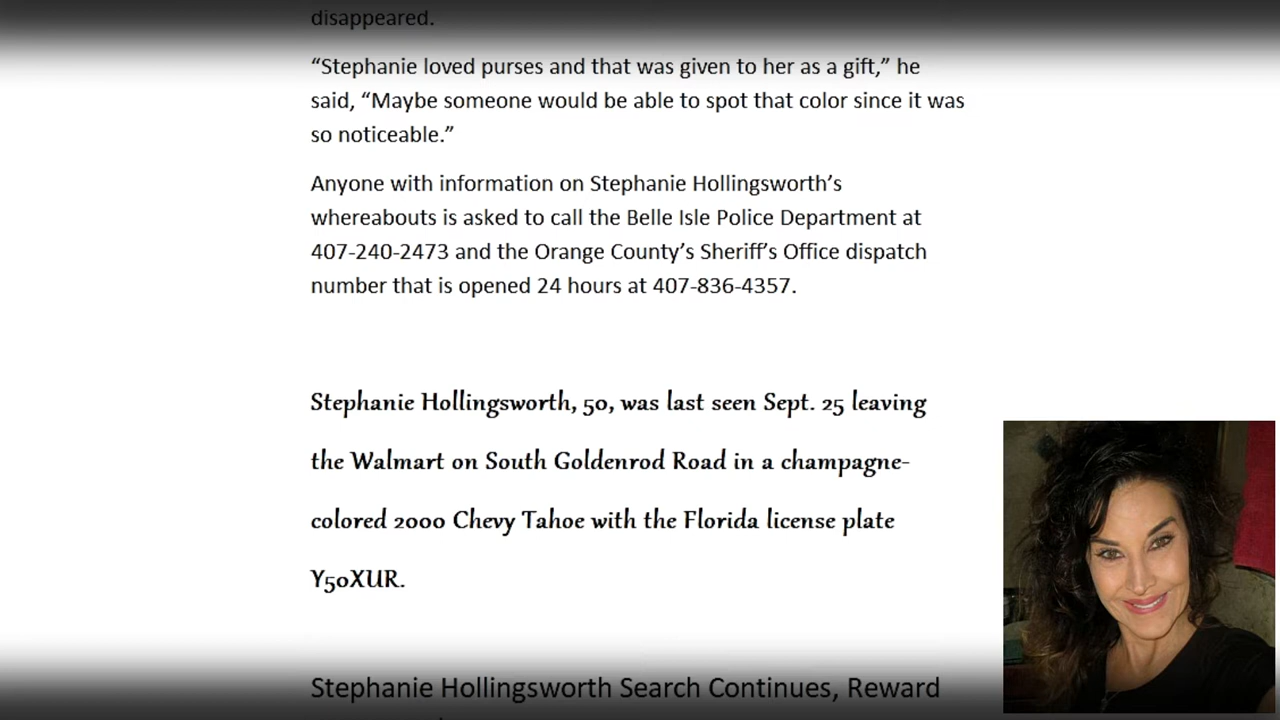 disappeared.
“Stephanie loved purses and that was given to her as a gift,” he
said, “Maybe someone would be able to spot that color since it was
so noticeable.”
Anyone with information on Stephanie Hollingsworth’s
whereabouts is asked to call the Belle Isle Police Department at
407-240-2473 and the Orange County’s Sheriff’s Office dispatch
number that is opened 24 hours at 407-836-4357.
Stephanie Hollingsworth, 50, was last seen Sept. 25 leaving
the Walmart on South Goldenrod Road in a champagne-
colored 2000 Chevy Tahoe with the Florida license plate
Y50XUR.
Stephanie Hollingsworth Search Continues, Reward